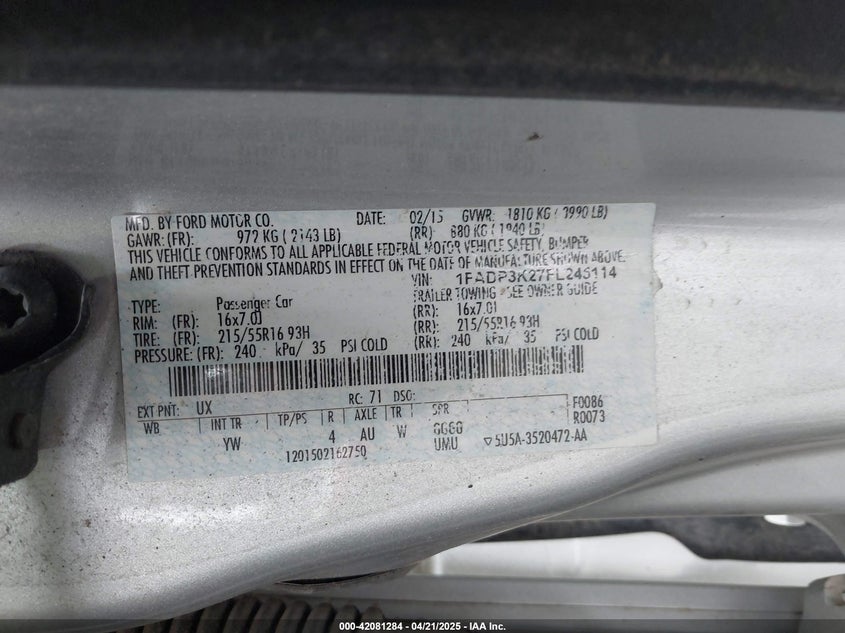 MFD. BY FORD MOTOR CO. DATE: 02/15 GVWR: 1810 KG ( 3990 LB)
GAWR: (FR): 972 KG ( 2143 LB) (RR): 880 KG ( 1940 LB)
THIS VEHICLE CONFORMS TO ALL APPLICABLE FEDERAL MOTOR VEHICLE SAFETY, BUMPER
AND THEFT PREVENTION STANDARDS IN EFFECT ON THE DATE OF MANUFACTURE SHOWN ABOVE.
VIN: 1FADP3K27FL245114
TRAILER TOWING - SEE OWNER GUIDE
TYPE: Passenger Car
RIM: (FR): 16x7.0J (RR): 16x7.0J
TIRE: (FR): 215/55R16 93H (RR): 215/55R16 93H
PRESSURE: (FR): 240 kPa/ 35 PSI COLD (RR): 240 kPa/ 35 PSI COLD
EXT PNT: UX RC: 71 DSO: F0086
WB INT TR TP/PS R AXLE TR SPR R0073
YW 4 AU W GGGG
1201502162750 UMU ▽5U5A-3520472-AA
000-42081284 - 04/21/2025 - IAA Inc.